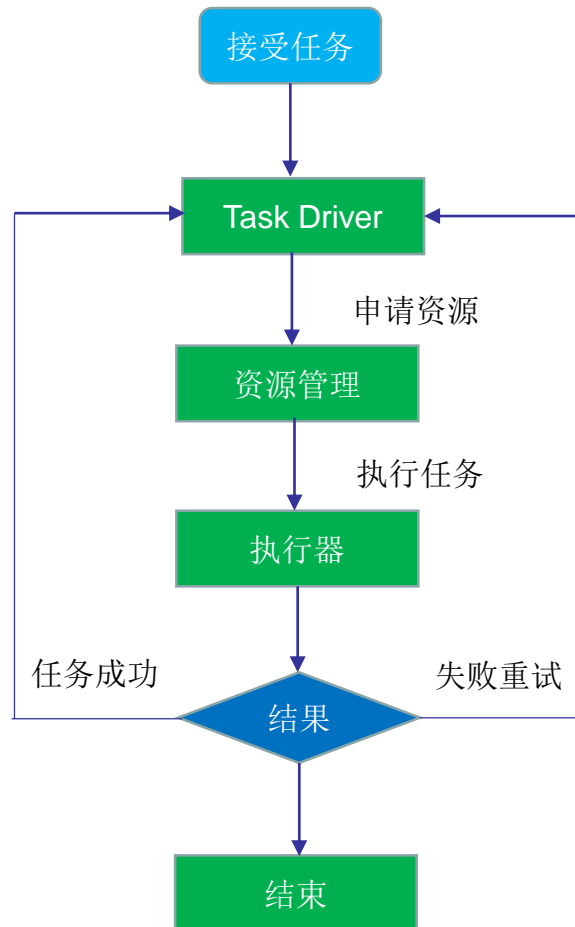 接受任务
Task Driver
申请资源
资源管理
执行任务
执行器
任务成功
失败重试
结果
结束